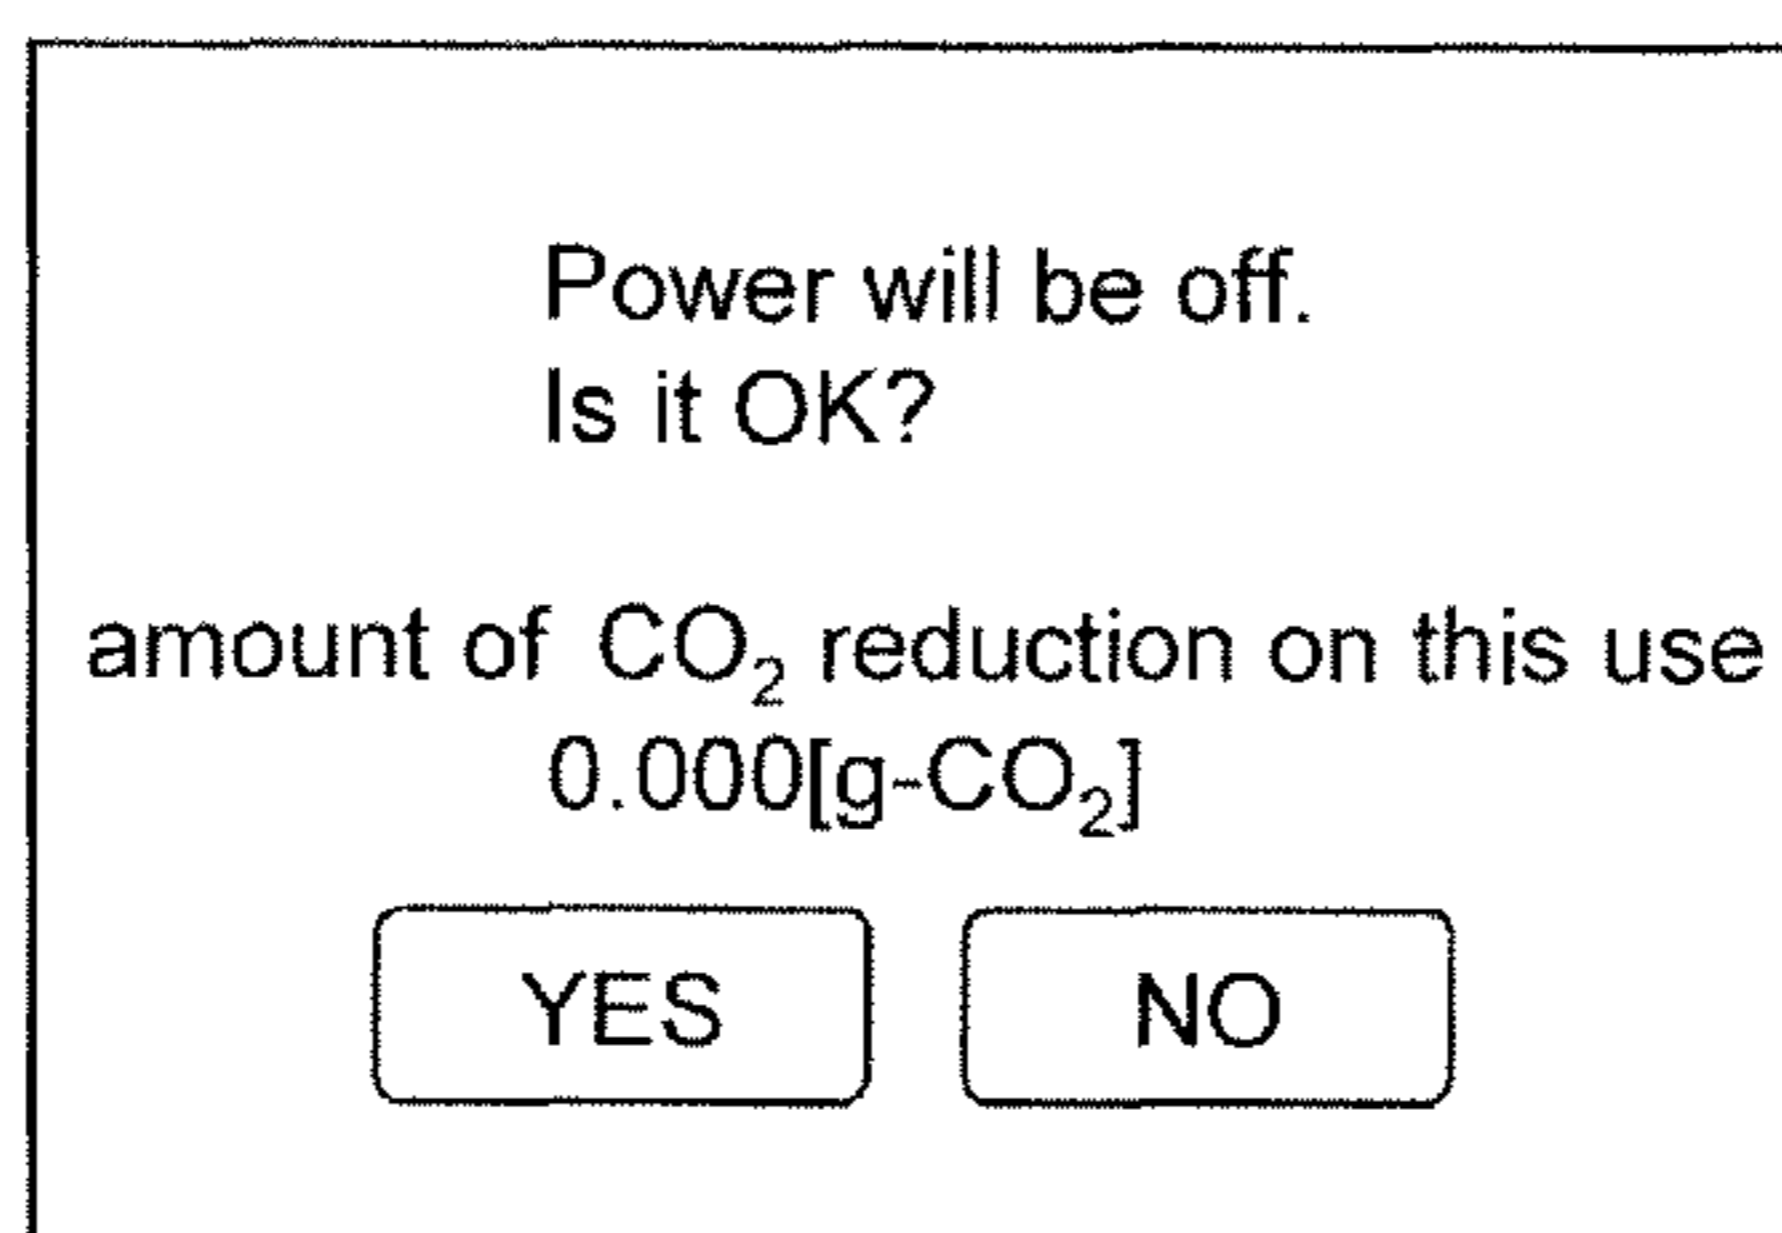 Power will be off.
Is it OK?
amount of CO₂ reduction on this use
0.000[g-CO₂]
YES NO